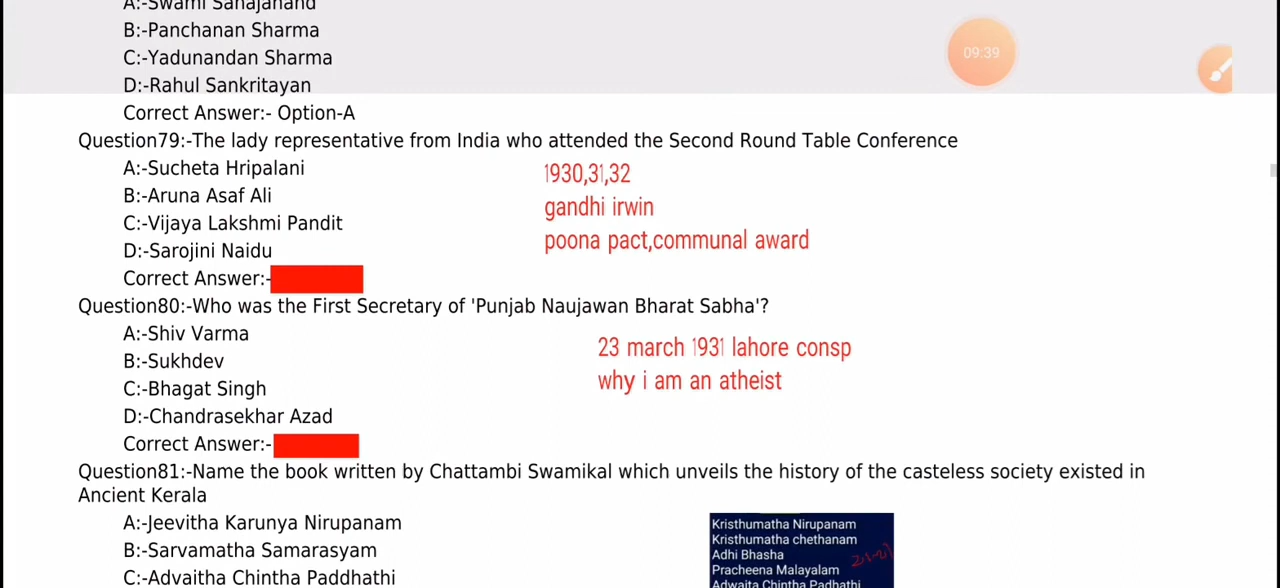 A:-Swami Sahajanand
B:-Panchanan Sharma
09:39
C:-Yadunandan Sharma
D:-Rahul Sankritayan
Correct Answer:- Option-A
Question79:-The lady representative from India who attended the Second Round Table Conference
A:-Sucheta Hripalani
1930,31,32
B:-Aruna Asaf Ali
gandhi irwin
C:-Vijaya Lakshmi Pandit
poona pact,communal award
D:-Sarojini Naidu
Correct Answer:-
Question80:-Who was the First Secretary of 'Punjab Naujawan Bharat Sabha'?
A:-Shiv Varma
23 march 1931 lahore consp
B:-Sukhdev
why i am an atheist
C:-Bhagat Singh
D:-Chandrasekhar Azad
Correct Answer:-
Question81:-Name the book written by Chattambi Swamikal which unveils the history of the casteless society existed in
Ancient Kerala
A:-Jeevitha Karunya Nirupanam
B:-Sarvamatha Samarasyam
C:-Advaitha Chintha Paddhathi
Kristhumatha Nirupanam
Kristhumatha chethanam
Adhi Bhasha
Pracheena Malayalam
Adwaita Chintha Padhathi